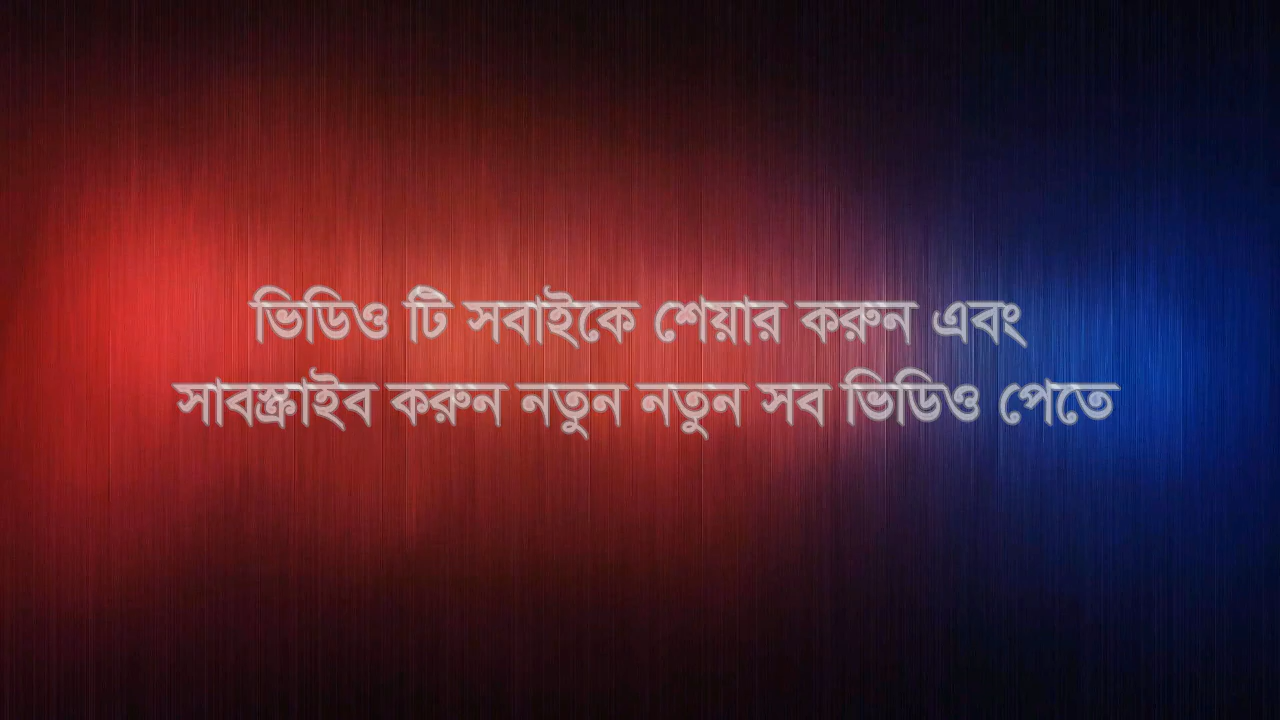 ভিডিও টি সবাইকে শেয়ার করুন এবং
সাবস্ক্রাইব করুন নতুন নতুন সব ভিডিও পেতে